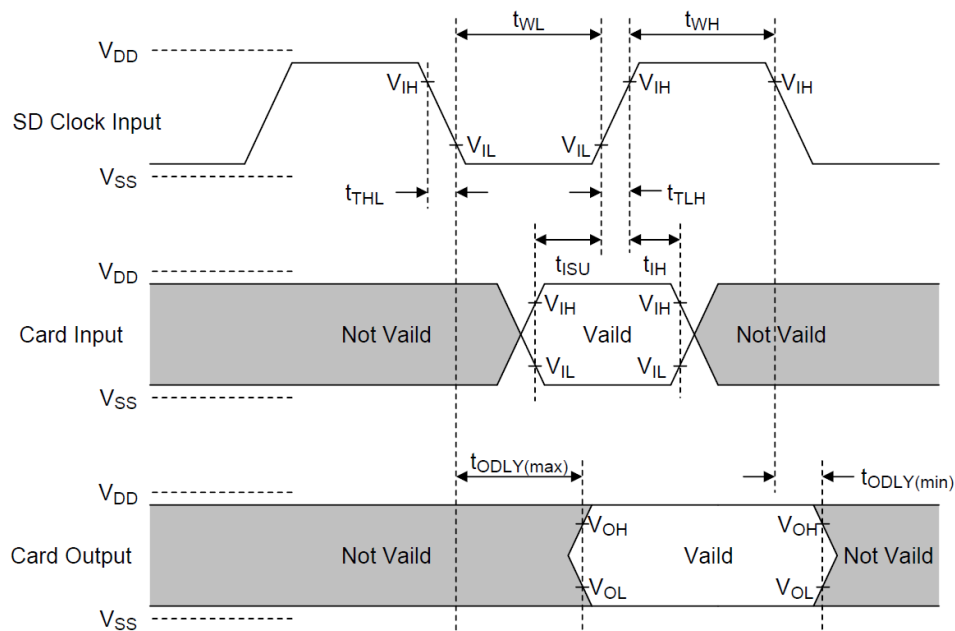 tWL
tWH
VDD
VIH
VIH
VIH
SD Clock Input
VIL
VIL
VSS
tTHL
tTLH
tISU
tIH
VDD
VIH
VIH
Card Input
Not Vaild
Vaild
Not Vaild
VIL
VIL
VSS
tODLY(max)
tODLY(min)
VDD
VOH
VOH
Card Output
Not Vaild
Vaild
Not Vaild
VOL
VOL
VSS